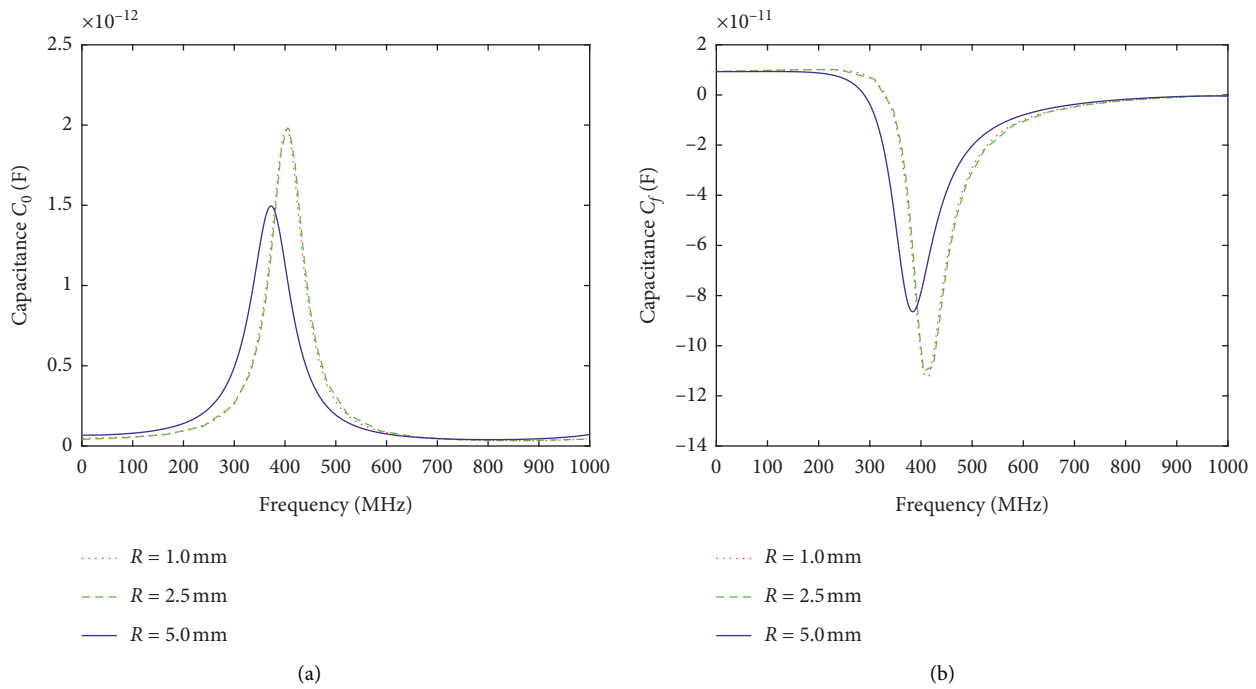 ×10⁻¹²
2.5
2
1.5
1
0.5
0
Capacitance C₀ (F)
0 100 200 300 400 500 600 700 800 900 1000
Frequency (MHz)
R = 1.0 mm
R = 2.5 mm
R = 5.0 mm
(a)
×10⁻¹¹
2
0
−2
−4
−6
−8
−10
−12
−14
Capacitance C_f (F)
0 100 200 300 400 500 600 700 800 900 1000
Frequency (MHz)
R = 1.0 mm
R = 2.5 mm
R = 5.0 mm
(b)